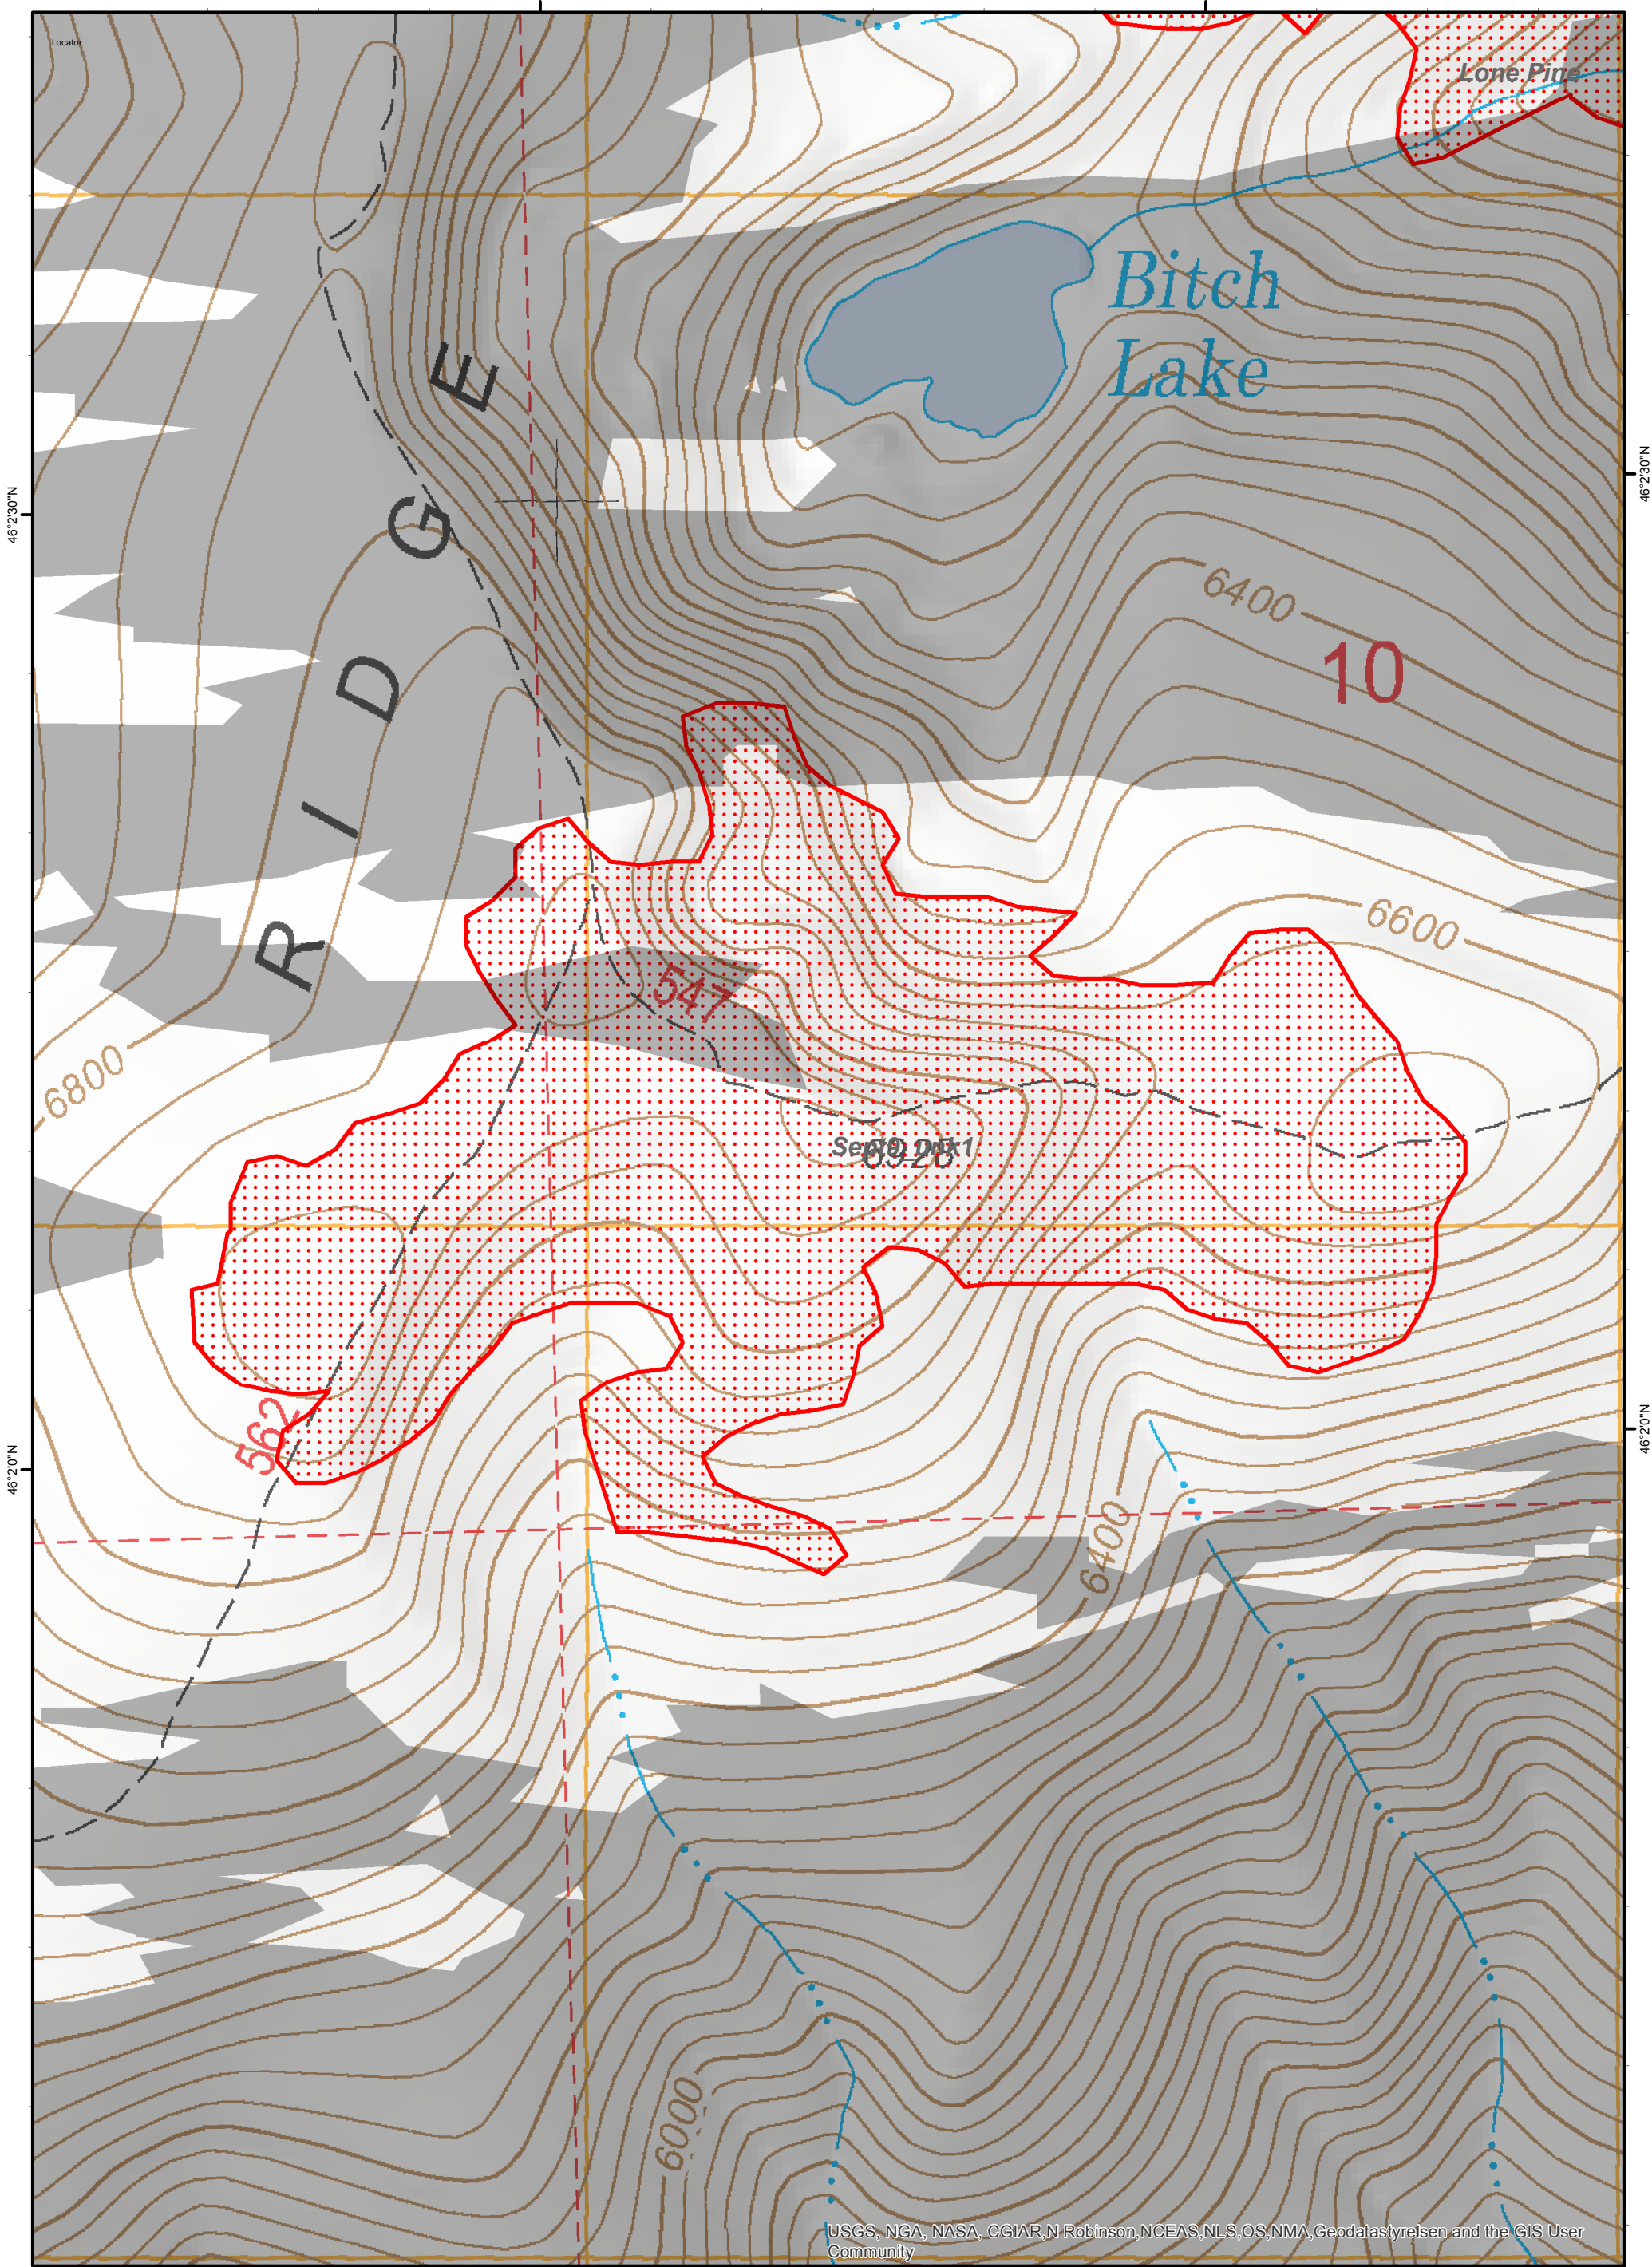 Locator
Lone Pine
Bitch
Lake
46°2'30"N
46°2'30"N
RIDGE
6400
10
6600
547
6800
6928
562
46°2'0"N
46°2'0"N
6400
6000
USGS, NGA, NASA, CGIAR,N Robinson,NCEAS,NLS,OS,NMA,Geodatastyrelsen and the GIS User
Community